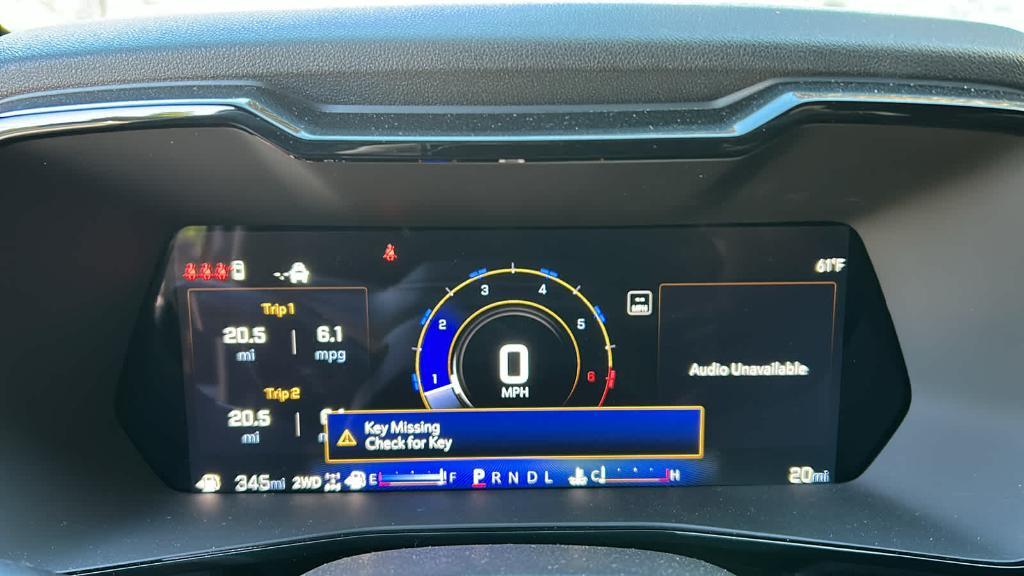 61°F
Trip 1
20.5 mi
6.1 mpg
Trip 2
20.5 mi
1 2 3 4 5 6
0
MPH
MPH
Audio Unavailable
Key Missing
Check for Key
345mi 2WD E F P R N D L C H 20mi